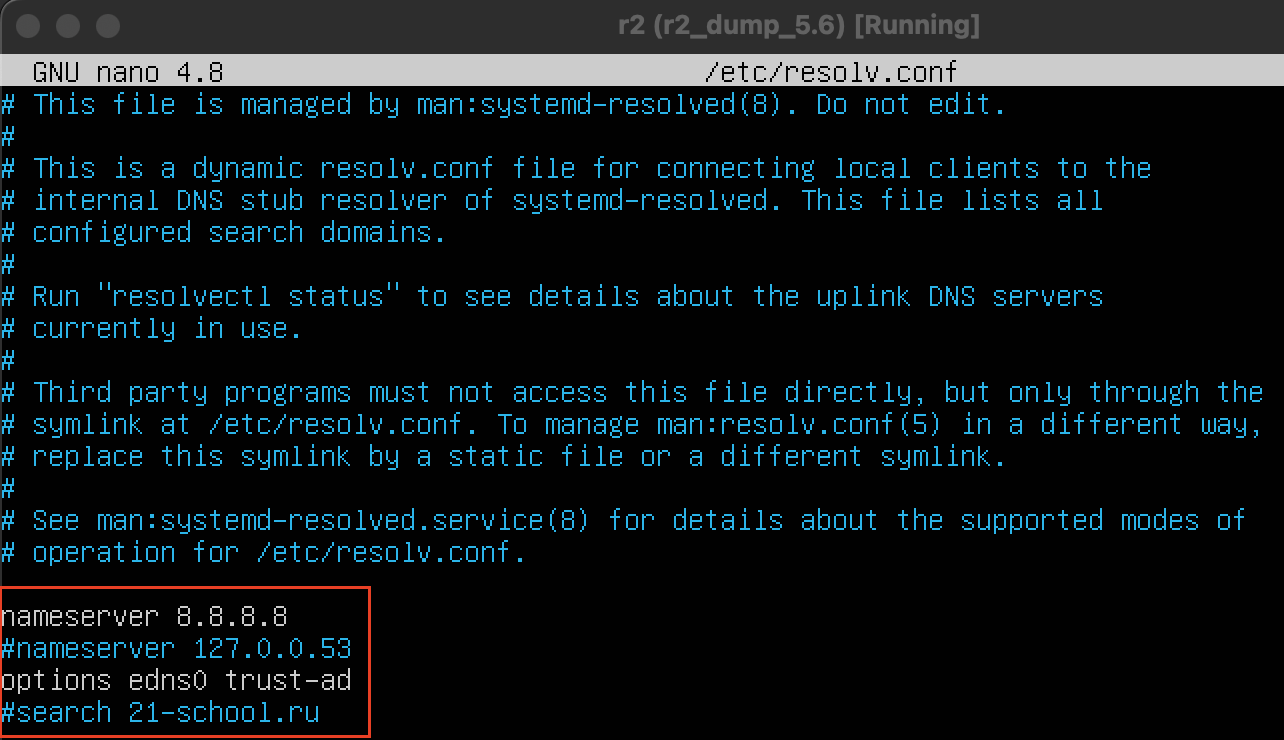 r2 (r2_dump_5.6) [Running]
GNU nano 4.8 /etc/resolv.conf
# This file is managed by man:systemd-resolved(8). Do not edit.
#
# This is a dynamic resolv.conf file for connecting local clients to the
# internal DNS stub resolver of systemd-resolved. This file lists all
# configured search domains.
#
# Run "resolvectl status" to see details about the uplink DNS servers
# currently in use.
#
# Third party programs must not access this file directly, but only through the
# symlink at /etc/resolv.conf. To manage man:resolv.conf(5) in a different way,
# replace this symlink by a static file or a different symlink.
#
# See man:systemd-resolved.service(8) for details about the supported modes of
# operation for /etc/resolv.conf.
nameserver 8.8.8.8
#nameserver 127.0.0.53
options edns0 trust-ad
#search 21-school.ru